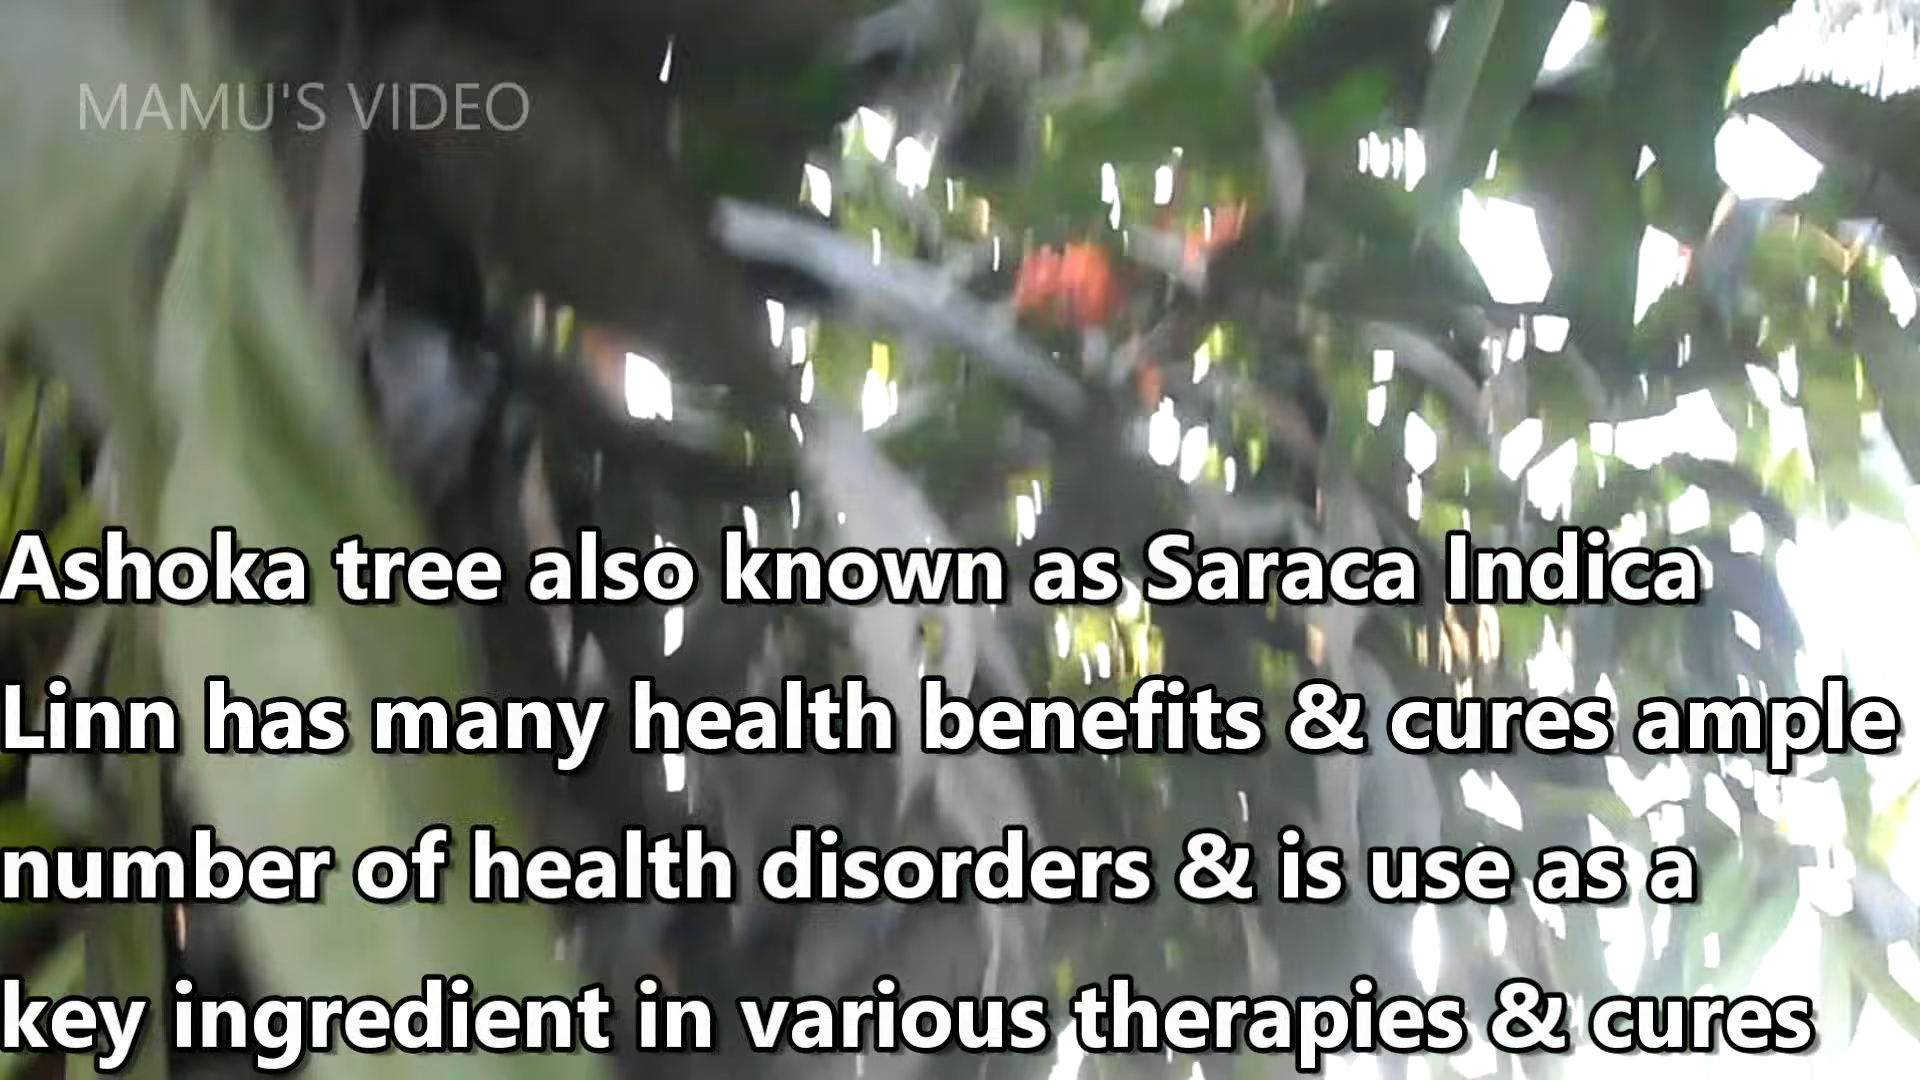 MAMU'S VIDEO
Ashoka tree also known as Saraca Indica
Linn has many health benefits & cures ample
number of health disorders & is use as a
key ingredient in various therapies & cures